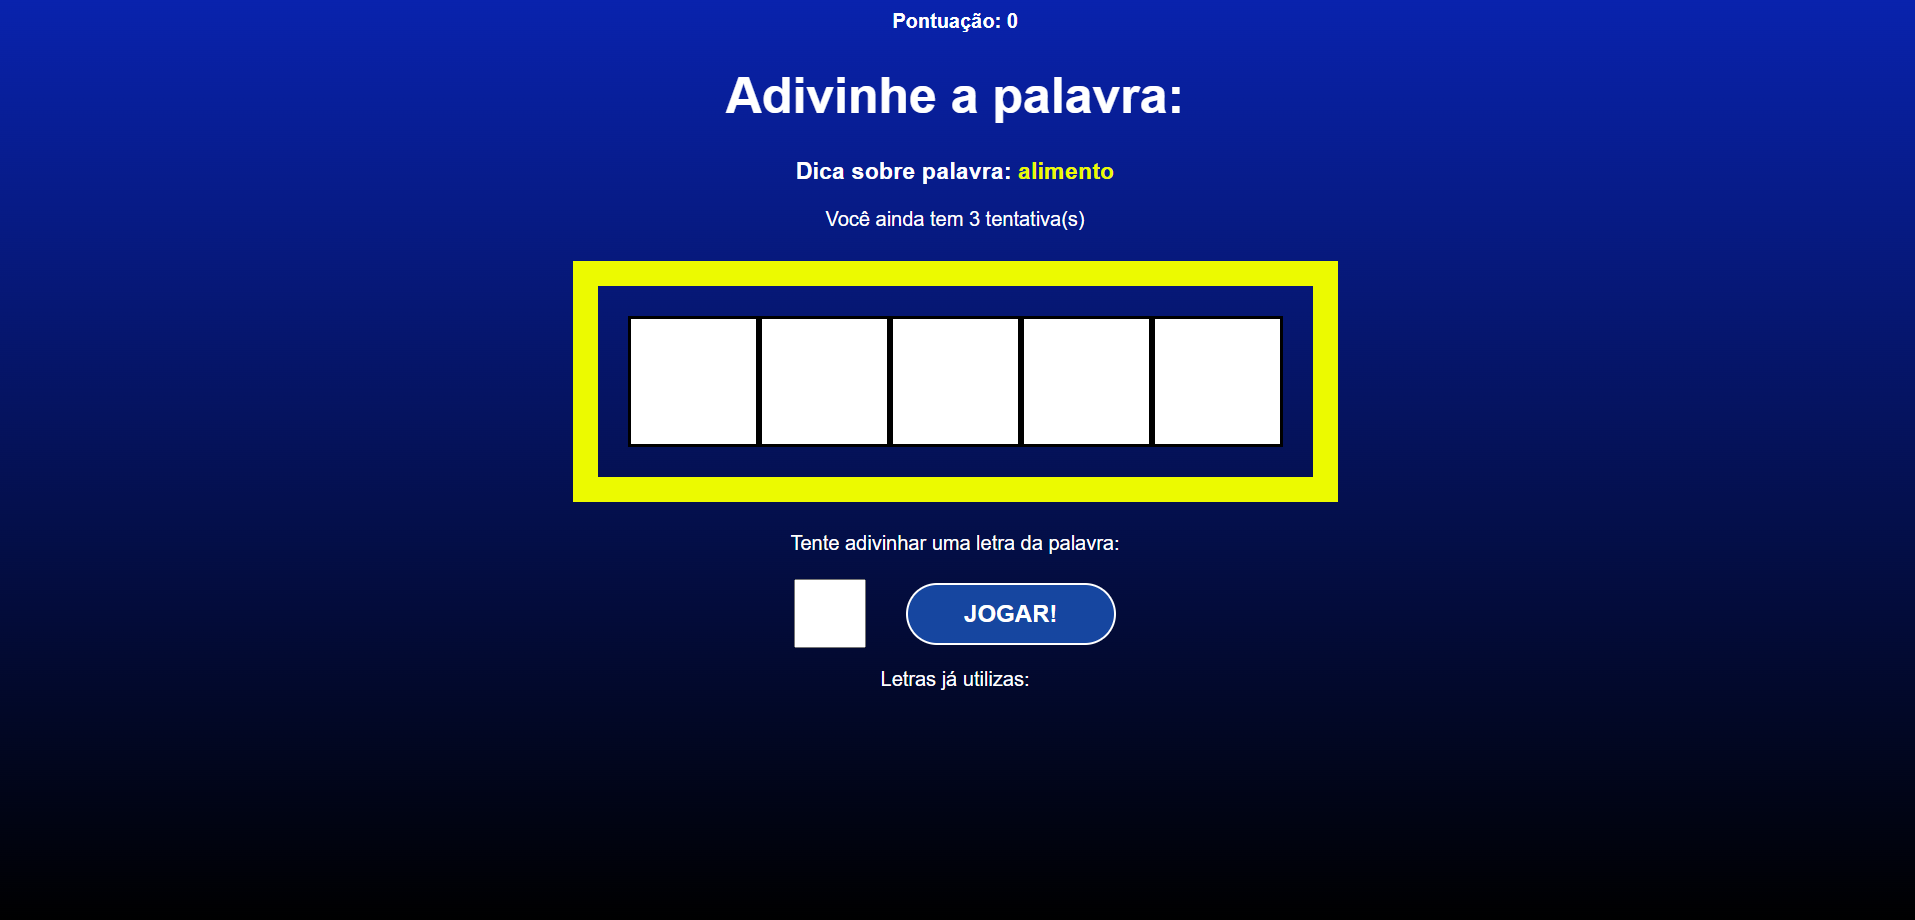 Pontuação: 0
Adivinhe a palavra:
Dica sobre palavra: alimento
Você ainda tem 3 tentativa(s)
Tente adivinhar uma letra da palavra:
JOGAR!
Letras já utilizas: